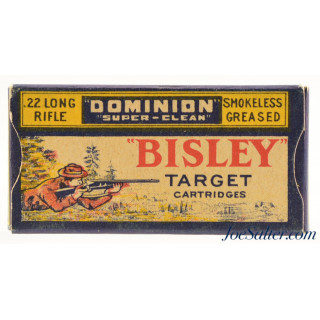 .22 LONG RIFLE
"DOMINION"
"SUPER-CLEAN"
SMOKELESS GREASED
"BISLEY"
TARGET
CARTRIDGES
JoeSalter.com